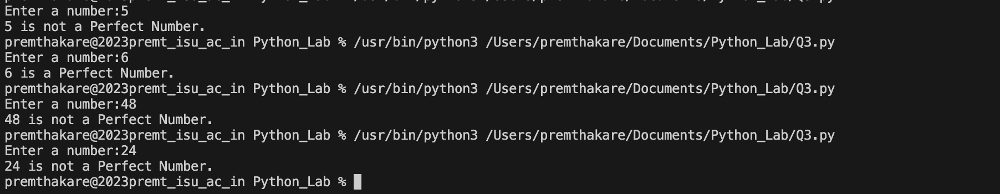 Enter a number:5
5 is not a Perfect Number.
premthakare@2023premt_isu_ac_in Python_Lab % /usr/bin/python3 /Users/premthakare/Documents/Python_Lab/Q3.py
Enter a number:6
6 is a Perfect Number.
premthakare@2023premt_isu_ac_in Python_Lab % /usr/bin/python3 /Users/premthakare/Documents/Python_Lab/Q3.py
Enter a number:48
48 is not a Perfect Number.
premthakare@2023premt_isu_ac_in Python_Lab % /usr/bin/python3 /Users/premthakare/Documents/Python_Lab/Q3.py
Enter a number:24
24 is not a Perfect Number.
premthakare@2023premt_isu_ac_in Python_Lab %